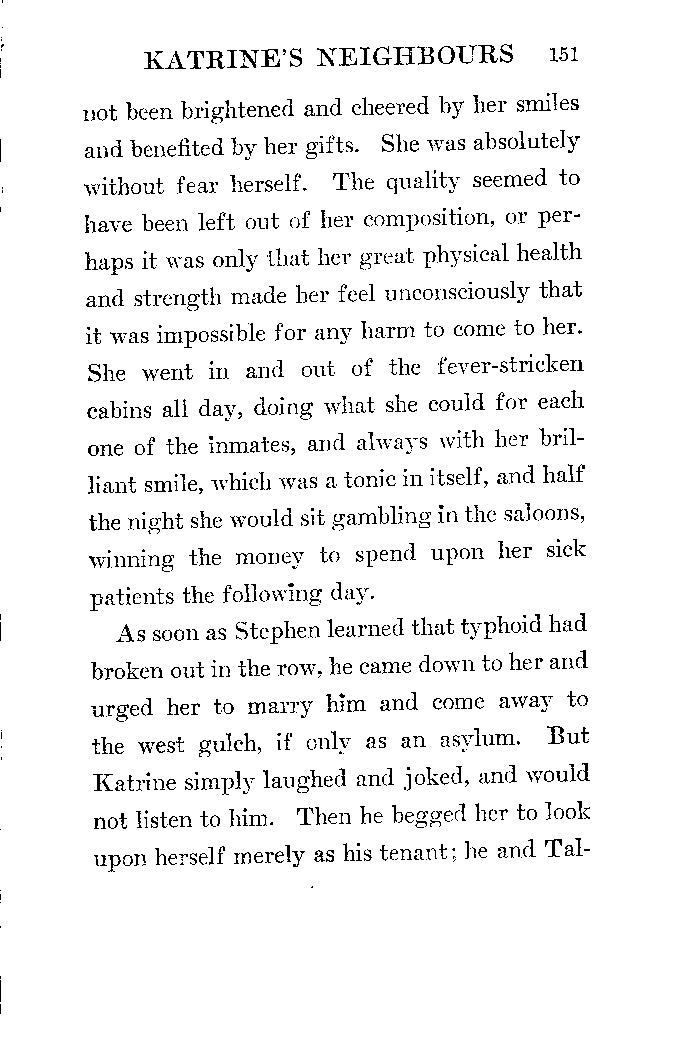 KATRINE'S NEIGHBOURS 151
not been brightened and cheered by her smiles
and benefited by her gifts. She was absolutely
without fear herself. The quality seemed to
have been left out of her composition, or per-
haps it was only that her great physical health
and strength made her feel unconsciously that
it was impossible for any harm to come to her.
She went in and out of the fever-stricken
cabins all day, doing what she could for each
one of the inmates, and always with her bril-
liant smile, which was a tonic in itself, and half
the night she would sit gambling in the saloons,
winning the money to spend upon her sick
patients the following day.
As soon as Stephen learned that typhoid had
broken out in the row, he came down to her and
urged her to marry him and come away to
the west gulch, if only as an asylum. But
Katrine simply laughed and joked, and would
not listen to him. Then he begged her to look
upon herself merely as his tenant; he and Tal-